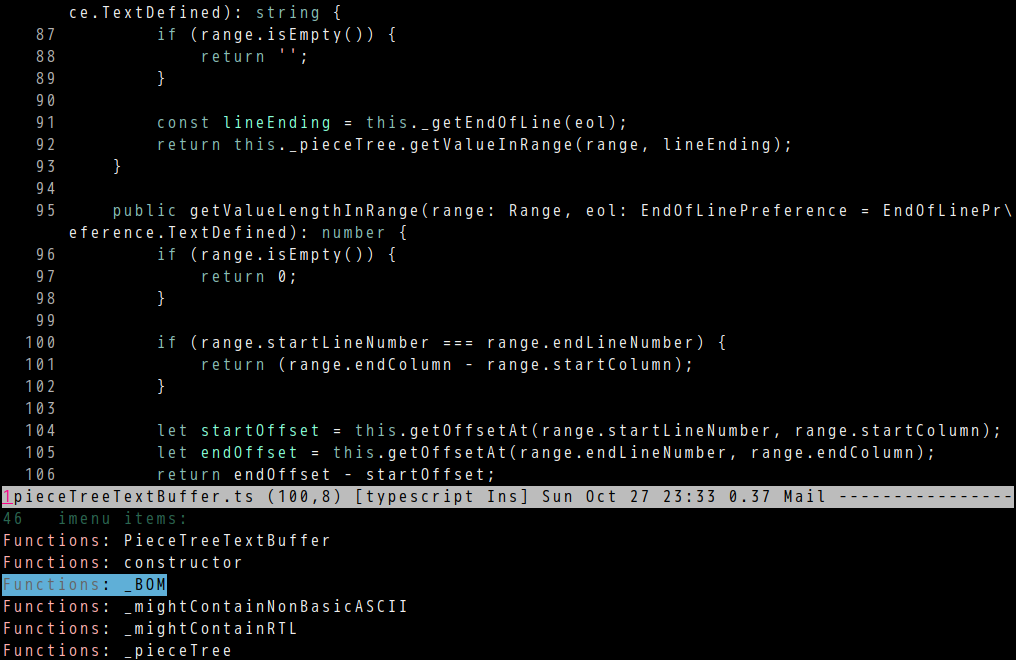 ce.TextDefined): string {
87 if (range.isEmpty()) {
88 return '';
89 }
90
91 const lineEnding = this._getEndOfLine(eol);
92 return this._pieceTree.getValueInRange(range, lineEnding);
93 }
94
95 public getValueLengthInRange(range: Range, eol: EndOfLinePreference = EndOfLinePr\
eference.TextDefined): number {
96 if (range.isEmpty()) {
97 return 0;
98 }
99
100 if (range.startLineNumber === range.endLineNumber) {
101 return (range.endColumn - range.startColumn);
102 }
103
104 let startOffset = this.getOffsetAt(range.startLineNumber, range.startColumn);
105 let endOffset = this.getOffsetAt(range.endLineNumber, range.endColumn);
106 return endOffset - startOffset;
1pieceTreeTextBuffer.ts (100,8) [typescript Ins] Sun Oct 27 23:33 0.37 Mail ----------------
46 imenu items:
Functions: PieceTreeTextBuffer
Functions: constructor
Functions: _BOM
Functions: _mightContainNonBasicASCII
Functions: _mightContainRTL
Functions: _pieceTree